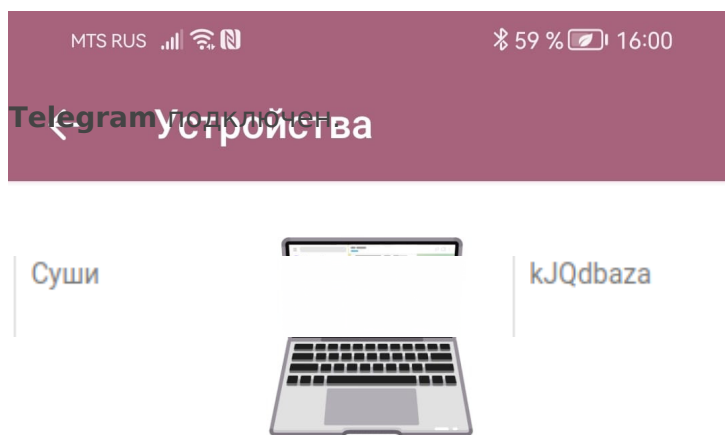 MTS RUS 59 % 16:00
Telegram подключен.
Устройства
Суши kJQdbaza